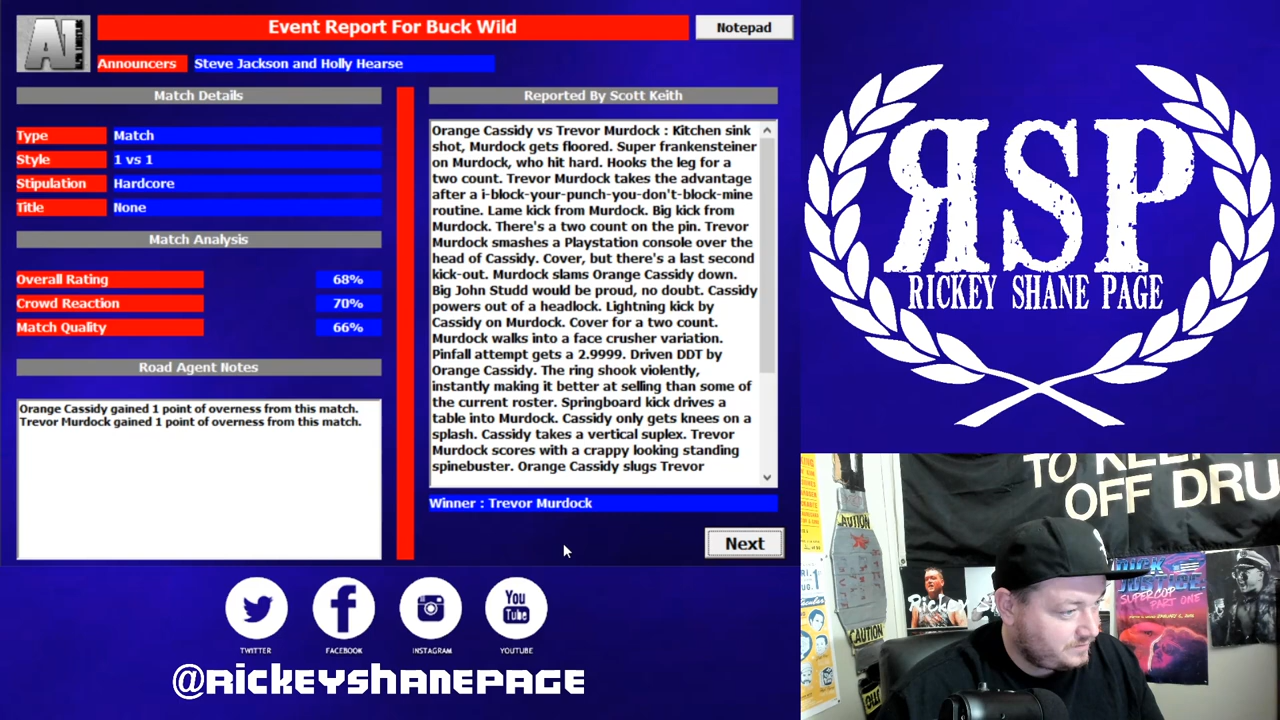 Event Report For Buck Wild
Notepad
Announcers
Steve Jackson and Holly Hearse
Match Details
Type
Match
Style
1 vs 1
Stipulation
Hardcore
Title
None
Match Analysis
Overall Rating
68%
Crowd Reaction
70%
Match Quality
66%
Road Agent Notes
Orange Cassidy gained 1 point of overness from this match.
Trevor Murdock gained 1 point of overness from this match.
Reported By Scott Keith
Orange Cassidy vs Trevor Murdock : Kitchen sink
shot, Murdock gets floored. Super frankensteiner
on Murdock, who hit hard. Hooks the leg for a
two count. Trevor Murdock takes the advantage
after a i-block-your-punch-you-don't-block-mine
routine. Lame kick from Murdock. Big kick from
Murdock. There's a two count on the pin. Trevor
Murdock smashes a Playstation console over the
head of Cassidy. Cover, but there's a last second
kick-out. Murdock slams Orange Cassidy down.
Big John Studd would be proud, no doubt. Cassidy
powers out of a headlock. Lightning kick by
Cassidy on Murdock. Cover for a two count.
Murdock walks into a face crusher variation.
Pinfall attempt gets a 2.9999. Driven DDT by
Orange Cassidy. The ring shook violently,
instantly making it better at selling than some of
the current roster. Springboard kick drives a
table into Murdock. Cassidy only gets knees on a
splash. Cassidy takes a vertical suplex. Trevor
Murdock scores with a crappy looking standing
spinebuster. Orange Cassidy slugs Trevor
Winner : Trevor Murdock
Next
RSP
RICKEY SHANE PAGE
TWITTER
FACEBOOK
INSTAGRAM
You
Tube
YOUTUBE
@RICKEYSHANEPAGE
TO KEE
OFF DRU
CAUTION
CAUTION
Rickey
DICK
JUSTICE
SUPERCOP
PART ONE